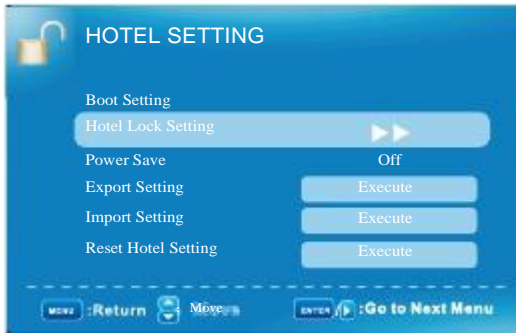 HOTEL SETTING
Boot Setting
Hotel Lock Setting
Power Save Off
Export Setting Execute
Import Setting Execute
Reset Hotel Setting Execute
MENU :Return Move ENTER / :Go to Next Menu